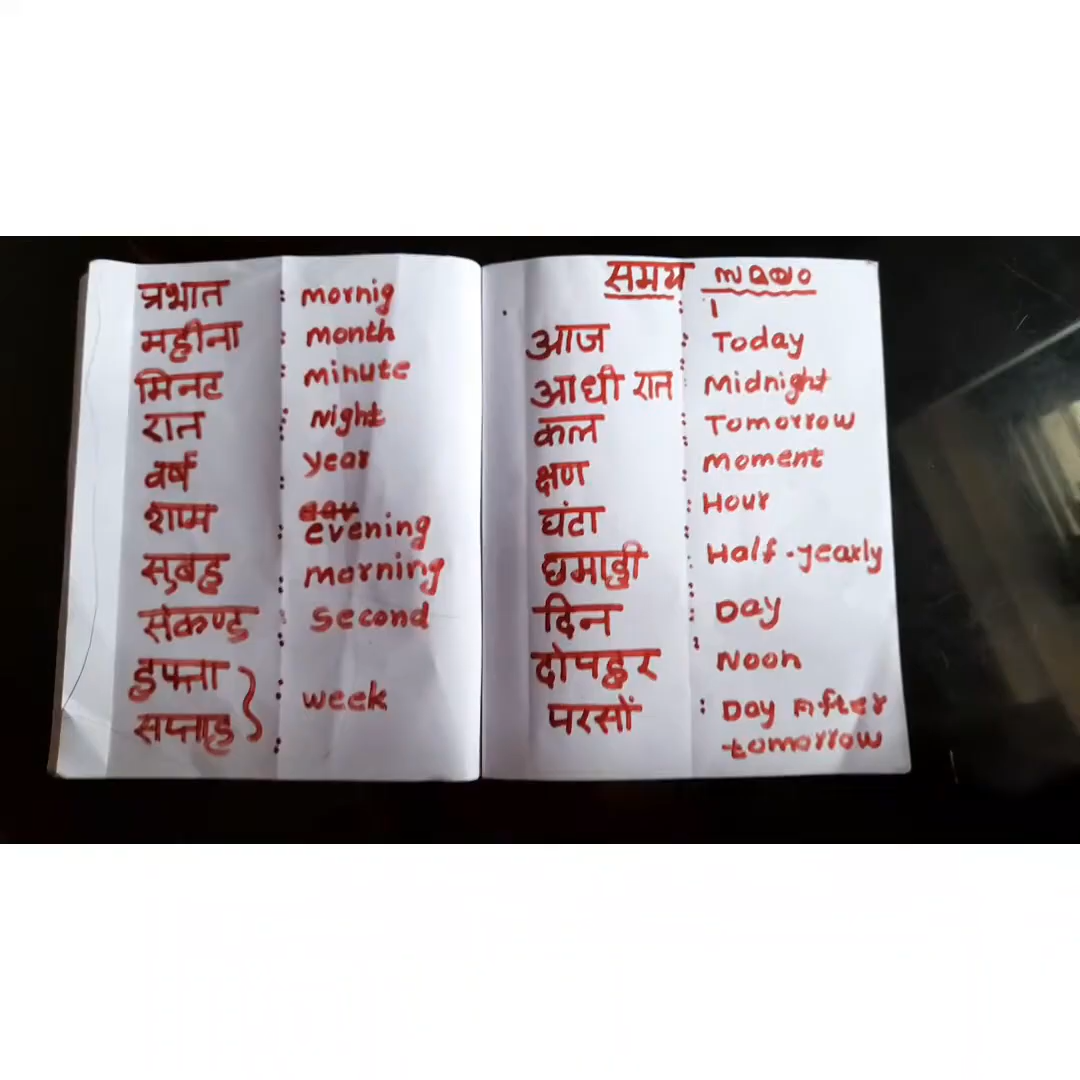 प्रभात : mornig
महीना : month
मिनट : minute
रात : Night
वर्ष : year
शाम : evening
सुबह : morning
संकण्ड : second
हफ्ता
सप्ताह : week
समय സമയം
आज : Today
आधी रात : Midnight
कल : Tomorrow
क्षण : moment
घंटा : Hour
छमाही : Half-yearly
दिन : Day
दोपहर : Noon
परसों : Day After
tomorrow